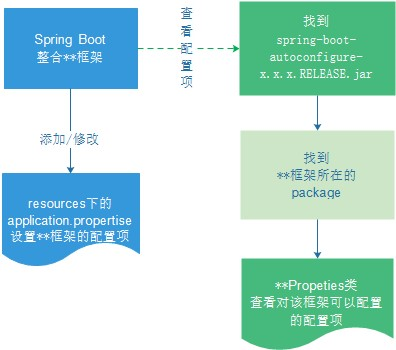 Spring Boot
整合**框架
查看配置项
找到
spring-boot-
autoconfigure-
x.x.x.RELEASE.jar
添加/修改
找到
**框架所在的
package
resources下的
application.propertise
设置**框架的配置项
**Propeties类
查看对该框架可以配置
的配置项